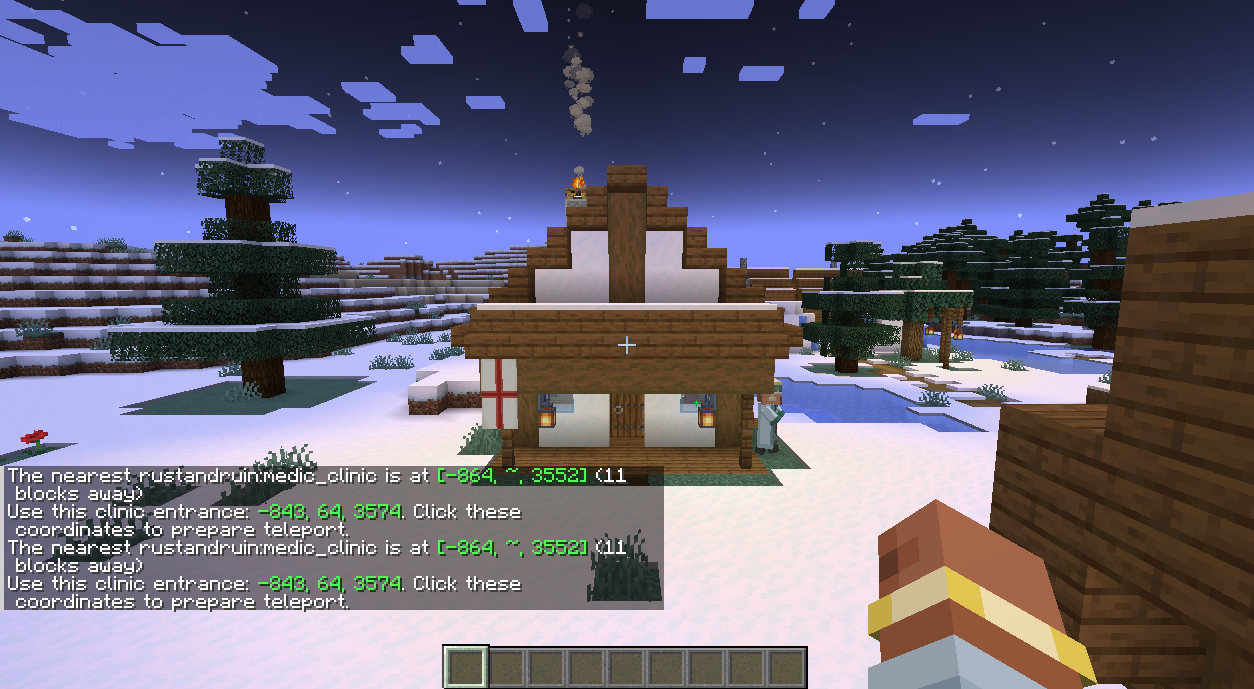 The nearest rustandruin:medic_clinic is at [-864, ~, 3552] (11
blocks away)
Use this clinic entrance: -843, 64, 3574. Click these
coordinates to prepare teleport.
The nearest rustandruin:medic_clinic is at [-864, ~, 3552] (11
blocks away)
Use this clinic entrance: -843, 64, 3574. Click these
coordinates to prepare teleport.